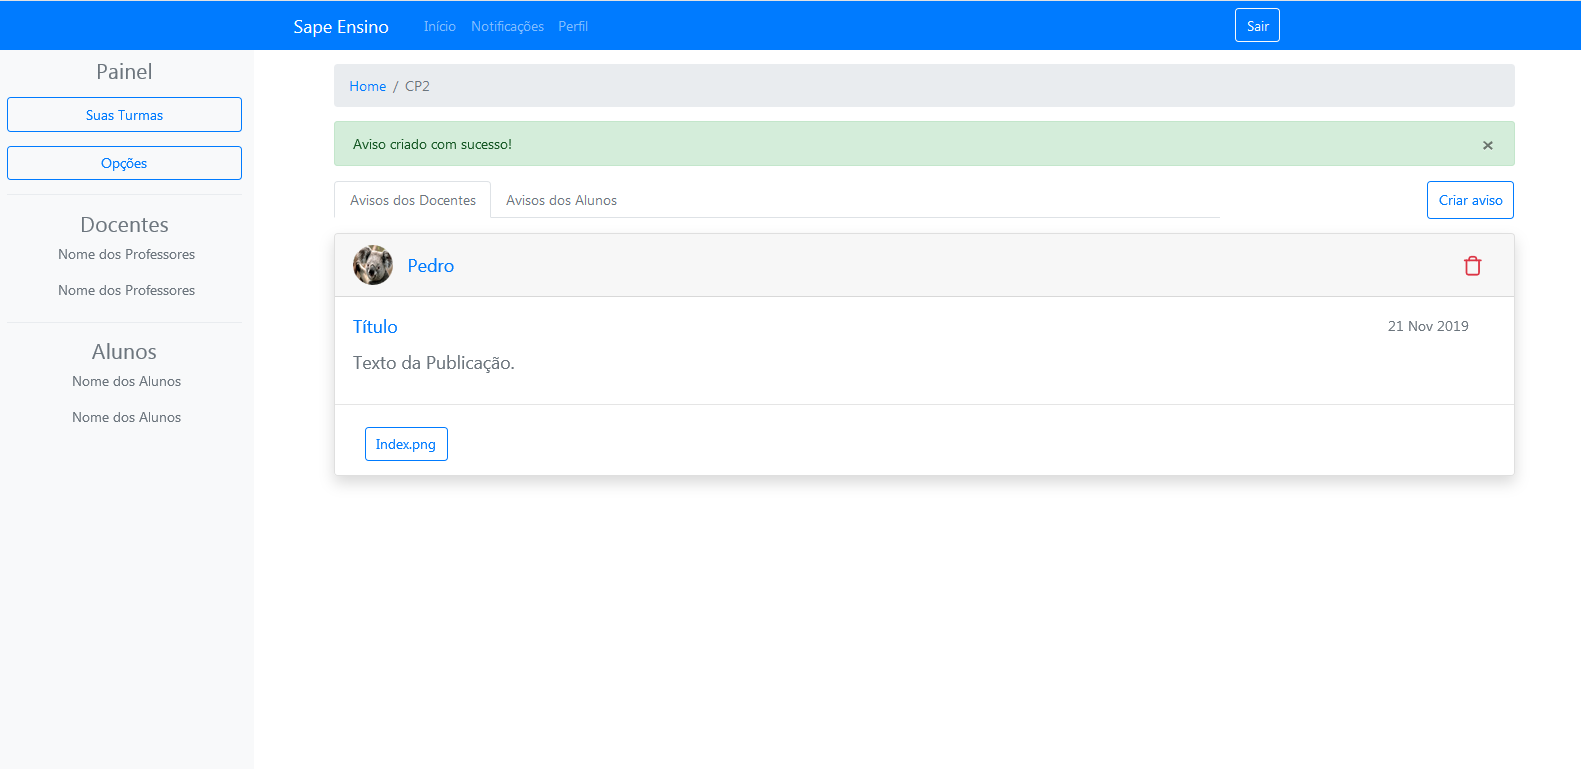 Sape Ensino Início Notificações Perfil Sair
Painel
Suas Turmas
Opções
Docentes
Nome dos Professores
Nome dos Professores
Alunos
Nome dos Alunos
Nome dos Alunos
Home / CP2
Aviso criado com sucesso! ×
Avisos dos Docentes Avisos dos Alunos Criar aviso
Pedro
Título 21 Nov 2019
Texto da Publicação.
Index.png